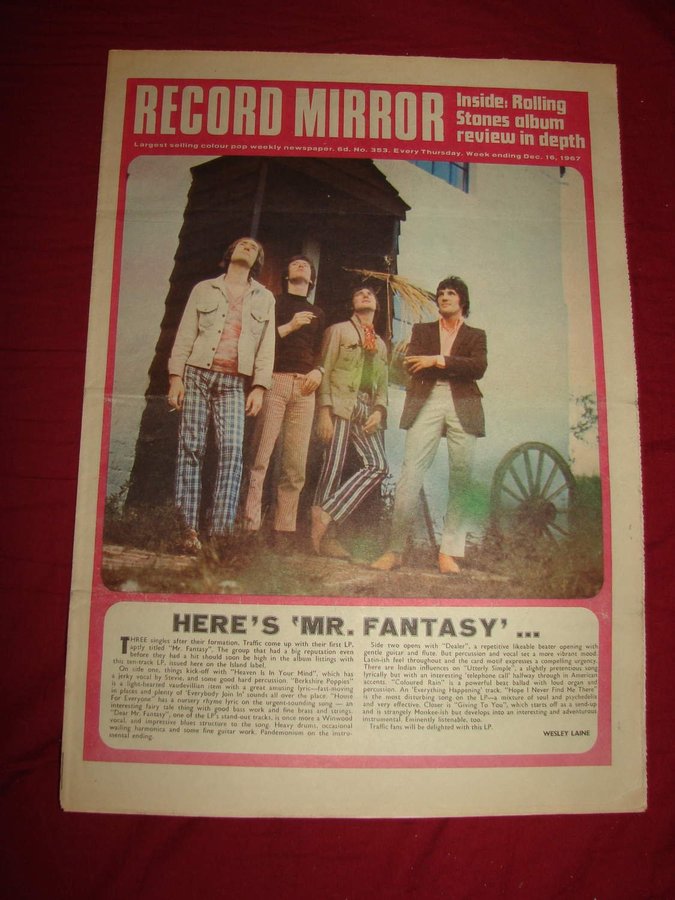 RECORD MIRROR
Inside: Rolling
Stones album
review in depth
Largest selling colour pop weekly newspaper. 6d. No. 353. Every Thursday. Week ending Dec. 16, 1967
HERE'S 'MR. FANTASY' ...
THREE singles after their formation, Traffic come up with their first LP,
aptly titled "Mr. Fantasy". The group that had a big reputation even
before they had a hit should soon be high in the album listings with
this ten-track LP, issued here on the Island label.
On side one, things kick-off with "Heaven Is In Your Mind", which has
a jerky vocal by Stevie, and some good hard percussion. "Berkshire Poppies"
is a light-hearded vaudevillian item with a great amusing lyric—fast-moving
in places and plenty of 'Everybody Join In' sounds all over the place. "House
For Everyone" has a nursery rhyme lyric on the urgent-sounding song — an
interesting fairy tale thing with good bass work and fine brass and strings.
"Dear Mr. Fantasy", one of the LP's stand-out tracks, is once more a Winwood
vocal, and impressive blues structure to the song. Heavy drums, occasional
wailing harmonica and some fine guitar work. Pandemonium on the instru-
mental ending.
Side two opens with "Dealer", a repetitive likeable beater opening with
gentle guitar and flute. But percussion and vocal set a more vibrant mood.
Latin-ish feel throughout and the card motif expresses a compelling urgency.
There are Indian influences on "Utterly Simple", a slightly pretentious song
lyrically but with an interesting 'telephone call' halfway through in American
accents. "Coloured Rain" is a powerful beat ballad with loud organ and
percussion. An 'Everything Happening' track. "Hope I Never Find Me There"
is the most disturbing song on the LP—a mixture of soul and psychedelia
and very effective. Closer is "Giving To You", which starts off as a send-up
and is strangely Monkee-ish but develops into an interesting and adventurous
instrumental. Eminently listenable, too.
Traffic fans will be delighted with this LP.
WESLEY LAINE